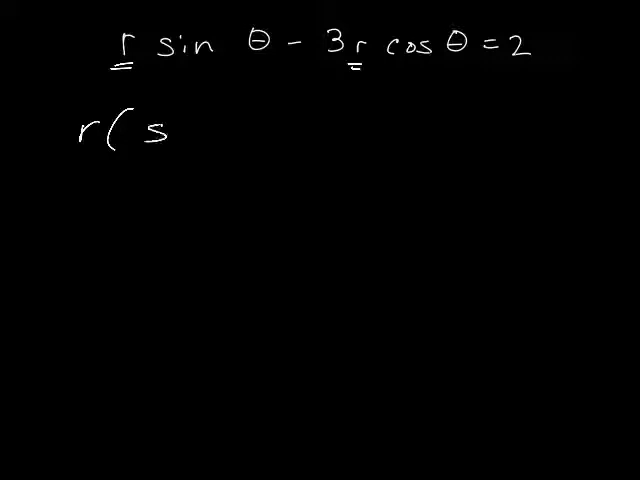 r sin θ - 3r cos θ = 2
r( s